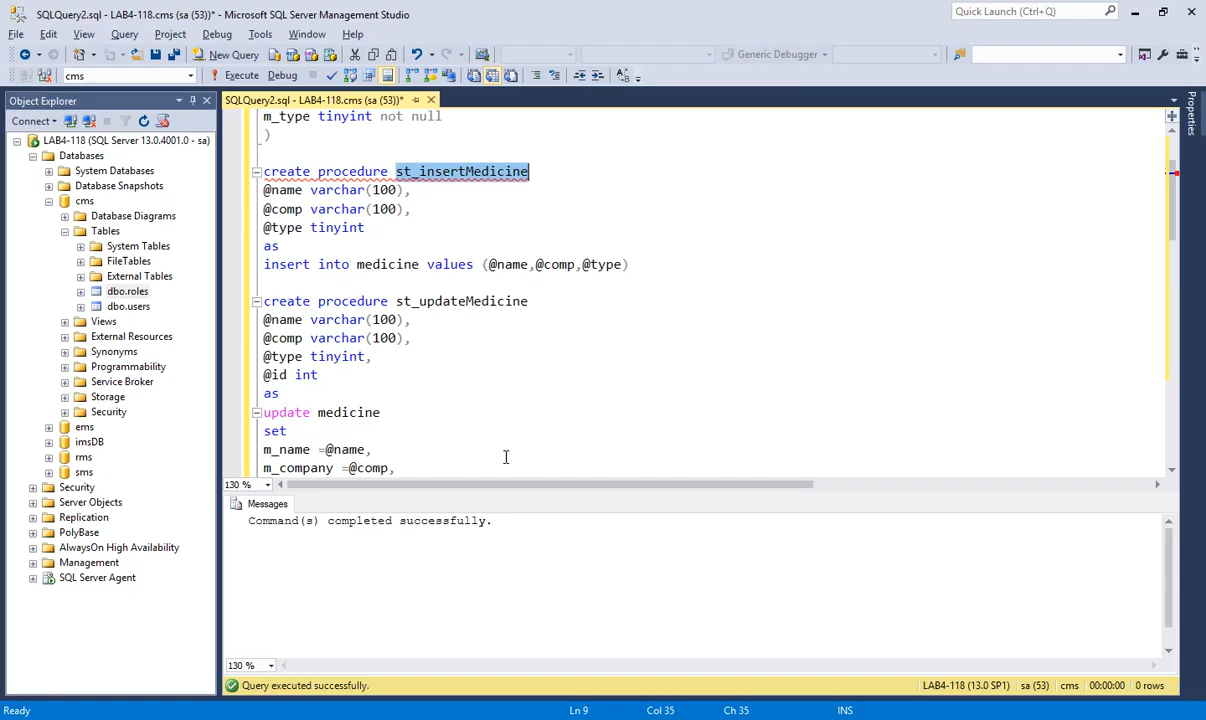 SQLQuery2.sql - LAB4-118.cms (sa (53))* - Microsoft SQL Server Management Studio
Quick Launch (Ctrl+Q)
File Edit View Query Project Debug Tools Window Help
New Query
Generic Debugger
cms
Execute Debug
Object Explorer
SQLQuery2.sql - LAB4-118.cms (sa (53))*
Properties
Connect
LAB4-118 (SQL Server 13.0.4001.0 - sa)
Databases
System Databases
Database Snapshots
cms
Database Diagrams
Tables
System Tables
FileTables
External Tables
dbo.roles
dbo.users
Views
External Resources
Synonyms
Programmability
Service Broker
Storage
Security
ems
imsDB
rms
sms
Security
Server Objects
Replication
PolyBase
AlwaysOn High Availability
Management
SQL Server Agent
m_type tinyint not null
)
create procedure st_insertMedicine
@name varchar(100),
@comp varchar(100),
@type tinyint
as
insert into medicine values (@name,@comp,@type)
create procedure st_updateMedicine
@name varchar(100),
@comp varchar(100),
@type tinyint,
@id int
as
update medicine
set
m_name =@name,
m_company =@comp,
130 %
Messages
Command(s) completed successfully.
130 %
Query executed successfully.
LAB4-118 (13.0 SP1) sa (53) cms 00:00:00 0 rows
Ready
Ln 9 Col 35 Ch 35 INS